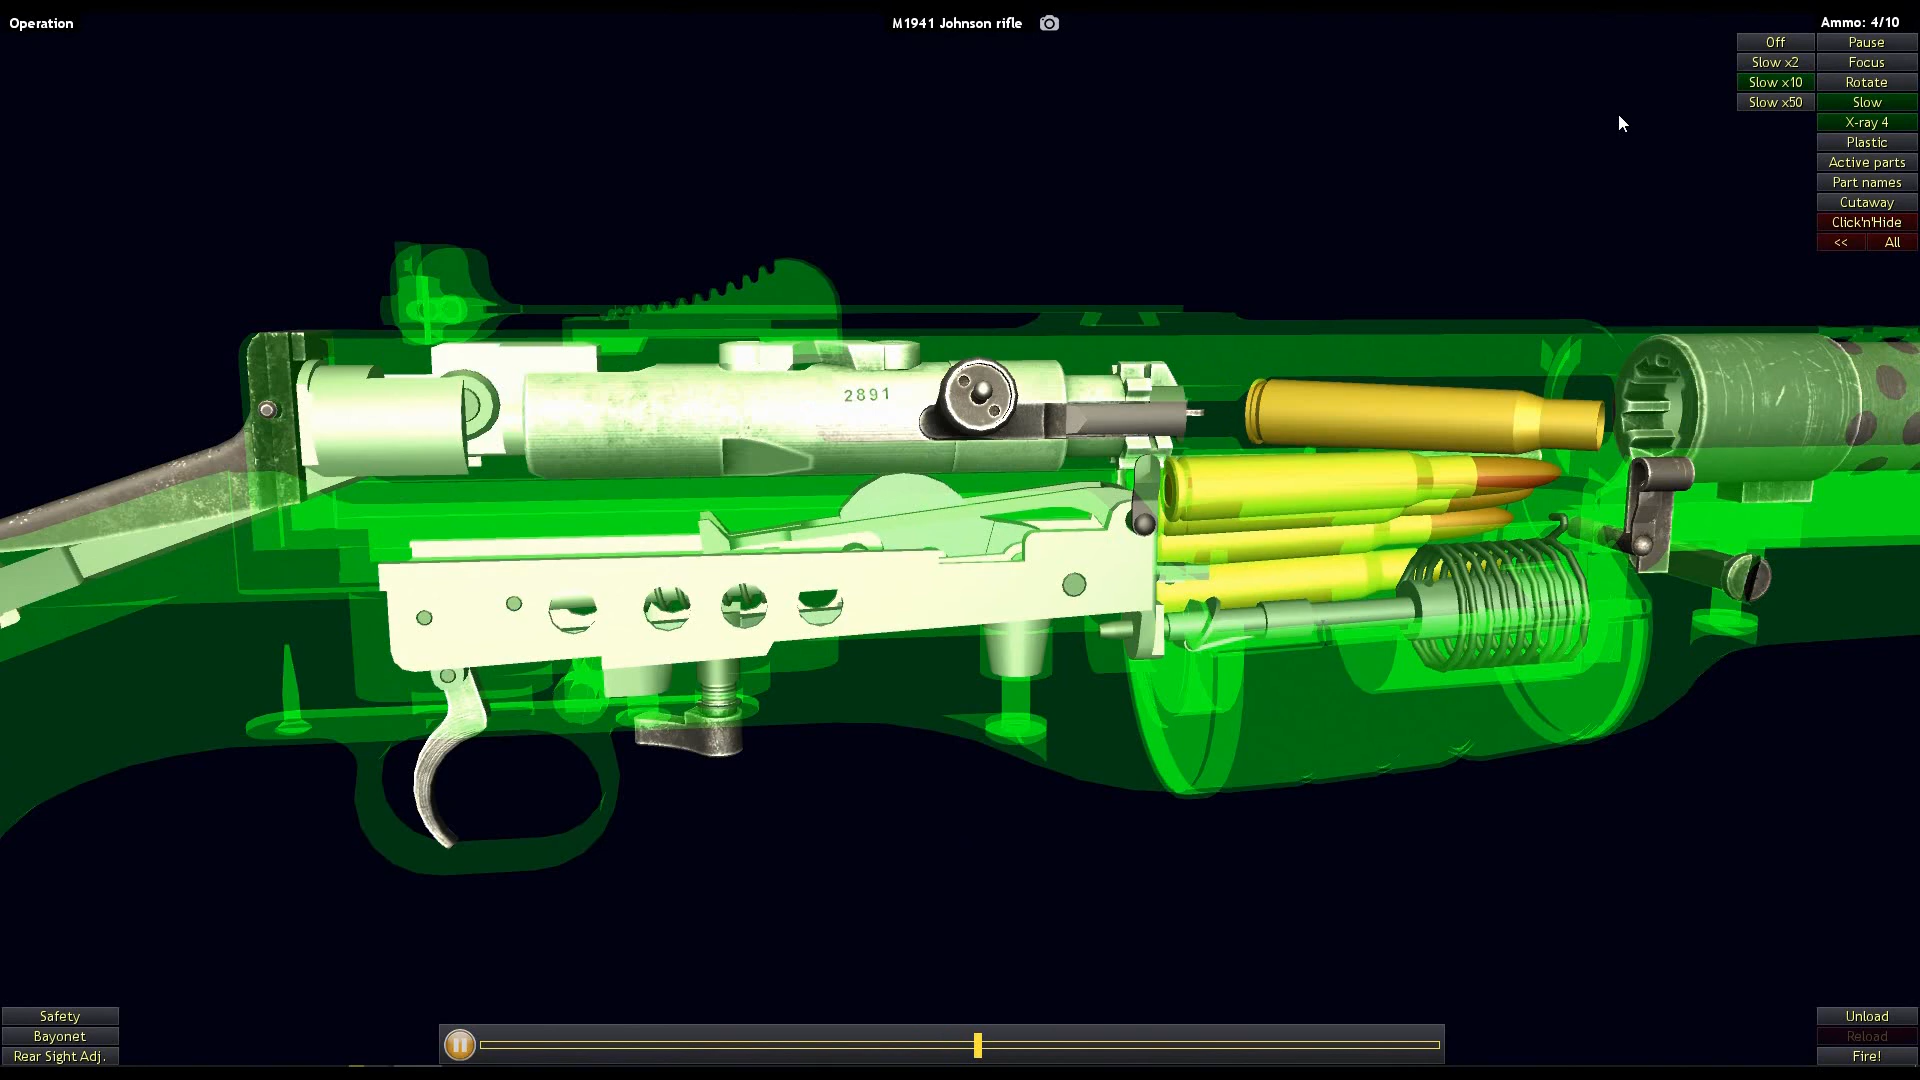 Operation
M1941 Johnson rifle
Ammo: 4/10
Off
Pause
Slow x2
Focus
Slow x10
Rotate
Slow x50
Slow
X-ray 4
Plastic
Active parts
Part names
Cutaway
Click'n'Hide
<< All
2891
Safety
Bayonet
Rear Sight Adj.
Unload
Reload
Fire!